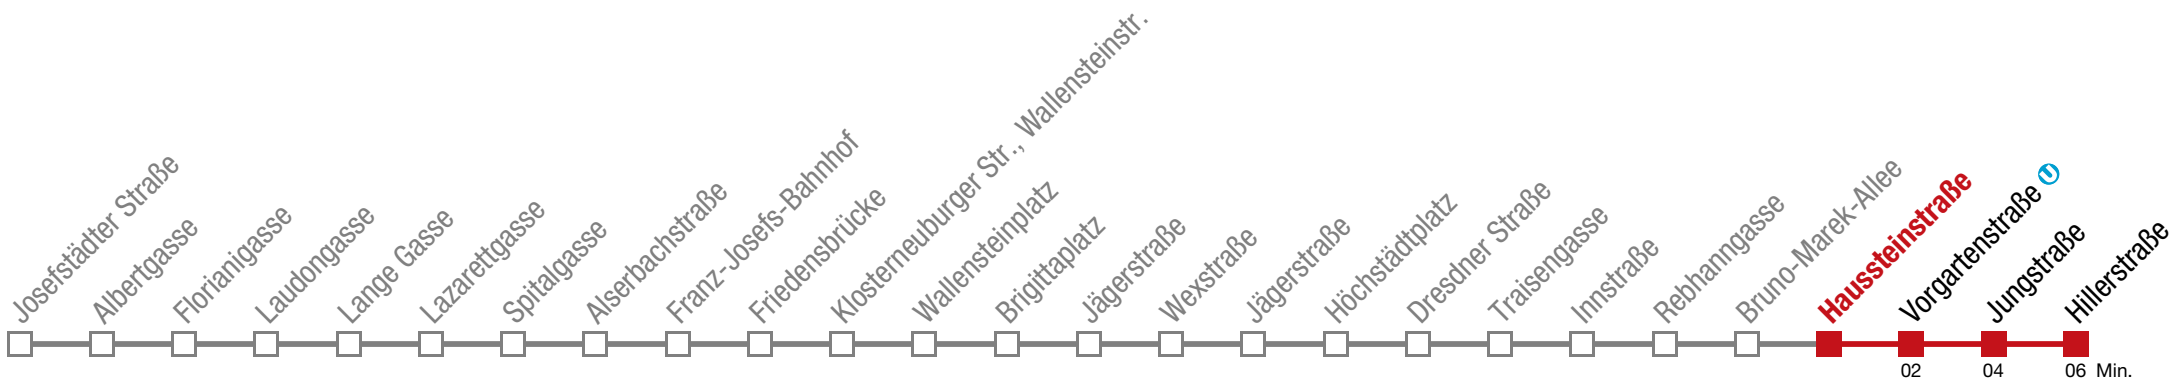 Josefstädter Straße
Albertgasse
Florianigasse
Laudongasse
Lange Gasse
Lazarettgasse
Spitalgasse
Alserbachstraße
Franz-Josefs-Bahnhof
Friedensbrücke
Klosterneuburger Str., Wallensteinstr.
Wallensteinplatz
Brigittaplatz
Jägerstraße
Wexstraße
Jägerstraße
Höchstädtplatz
Dresdner Straße
Traisengasse
Innstraße
Rebhanngasse
Bruno-Marek-Allee
Haussteinstraße
Vorgartenstraße U
Jungstraße
Hillerstraße
02 04 06 Min.